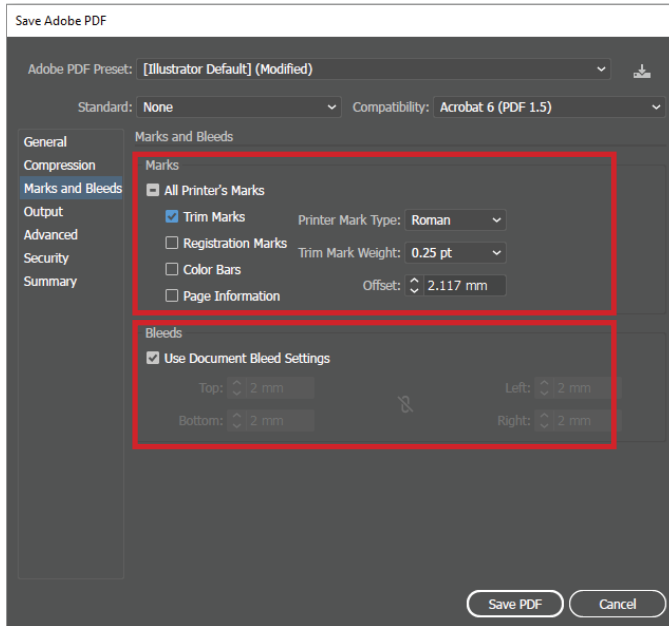 Save Adobe PDF
Adobe PDF Preset: [Illustrator Default] (Modified)
Standard: None Compatibility: Acrobat 6 (PDF 1.5)
General
Compression
Marks and Bleeds
Output
Advanced
Security
Summary
Marks and Bleeds
Marks
All Printer's Marks
Trim Marks
Registration Marks
Color Bars
Page Information
Printer Mark Type: Roman
Trim Mark Weight: 0.25 pt
Offset: 2.117 mm
Bleeds
Use Document Bleed Settings
Top: 2 mm Left: 2 mm
Bottom: 2 mm Right: 2 mm
Save PDF Cancel